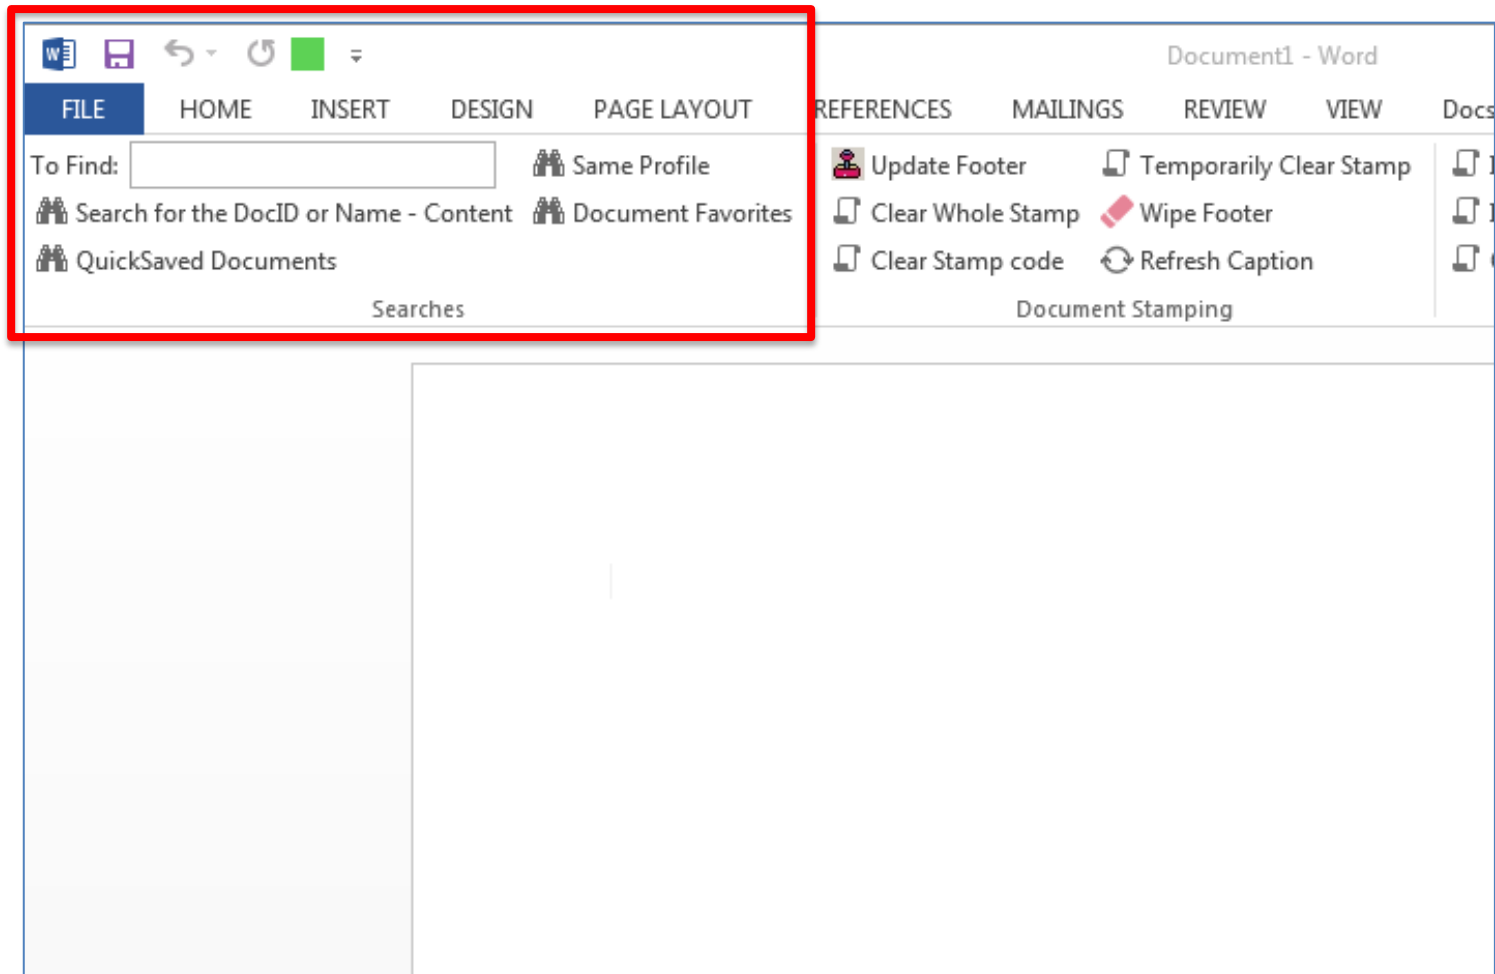 Document1 - Word
FILE HOME INSERT DESIGN PAGE LAYOUT REFERENCES MAILINGS REVIEW VIEW Docs
To Find: Same Profile Update Footer Temporarily Clear Stamp
Search for the DocID or Name - Content Document Favorites Clear Whole Stamp Wipe Footer
QuickSaved Documents Clear Stamp code Refresh Caption
Searches Document Stamping